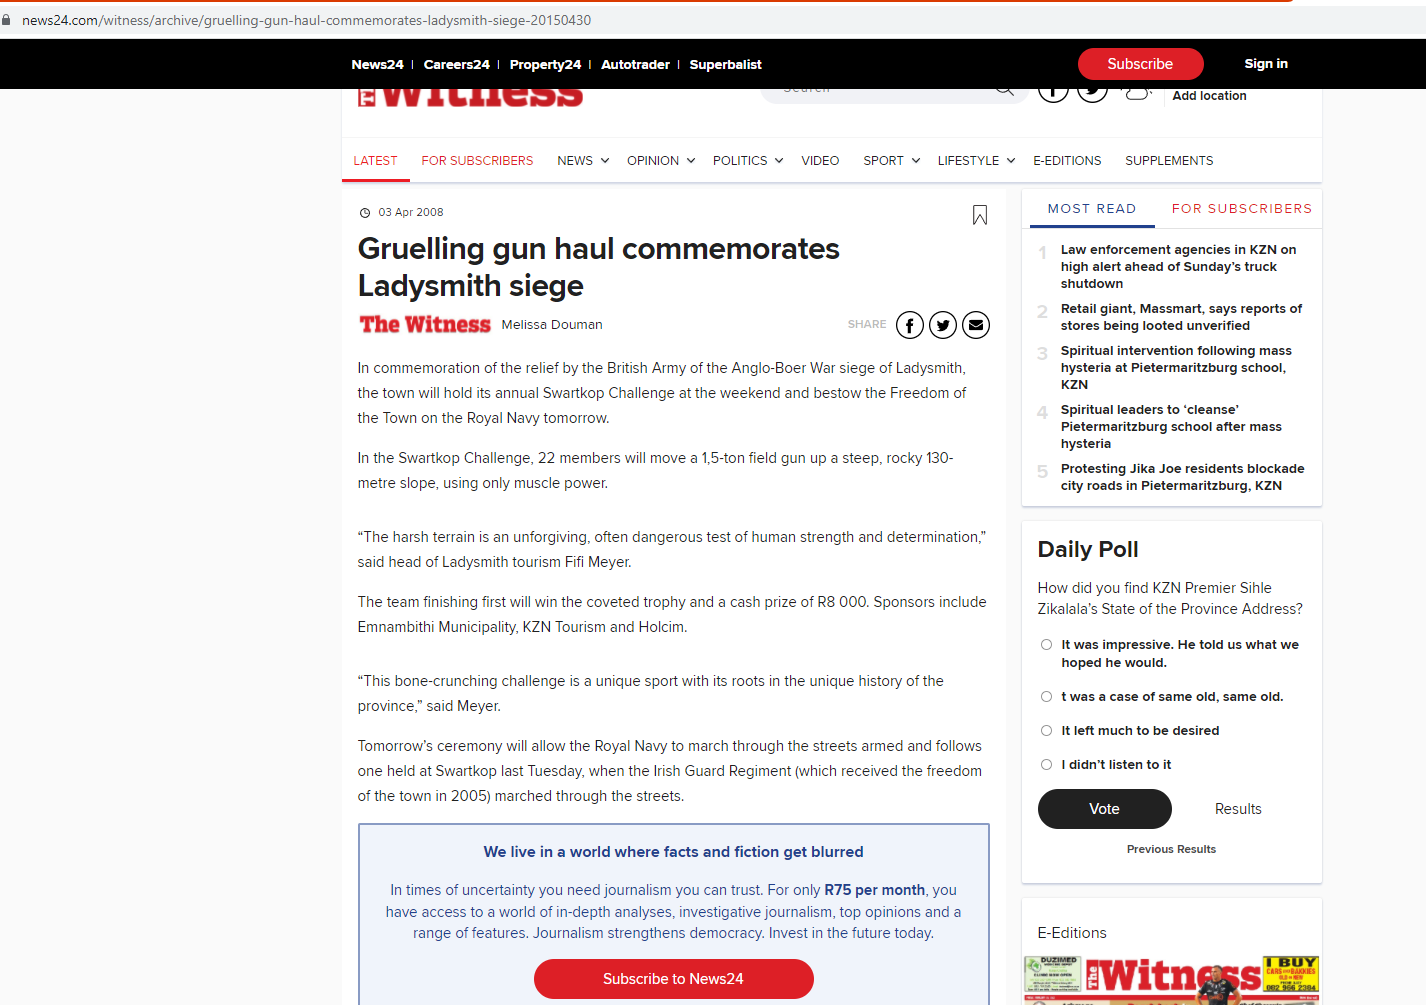 news24.com/witness/archive/gruelling-gun-haul-commemorates-ladysmith-siege-20150430
News24 | Careers24 | Property24 | Autotrader | Superbalist
Subscribe
Sign in
The Witness
Search
Add location
LATEST FOR SUBSCRIBERS NEWS OPINION POLITICS VIDEO SPORT LIFESTYLE E-EDITIONS SUPPLEMENTS
03 Apr 2008
Gruelling gun haul commemorates
Ladysmith siege
The Witness Melissa Douman
SHARE
In commemoration of the relief by the British Army of the Anglo-Boer War siege of Ladysmith,
the town will hold its annual Swartkop Challenge at the weekend and bestow the Freedom of
the Town on the Royal Navy tomorrow.
In the Swartkop Challenge, 22 members will move a 1,5-ton field gun up a steep, rocky 130-
metre slope, using only muscle power.
“The harsh terrain is an unforgiving, often dangerous test of human strength and determination,”
said head of Ladysmith tourism Fifi Meyer.
The team finishing first will win the coveted trophy and a cash prize of R8 000. Sponsors include
Emnambithi Municipality, KZN Tourism and Holcim.
“This bone-crunching challenge is a unique sport with its roots in the unique history of the
province,” said Meyer.
Tomorrow’s ceremony will allow the Royal Navy to march through the streets armed and follows
one held at Swartkop last Tuesday, when the Irish Guard Regiment (which received the freedom
of the town in 2005) marched through the streets.
We live in a world where facts and fiction get blurred
In times of uncertainty you need journalism you can trust. For only R75 per month, you
have access to a world of in-depth analyses, investigative journalism, top opinions and a
range of features. Journalism strengthens democracy. Invest in the future today.
Subscribe to News24
MOST READ FOR SUBSCRIBERS
1 Law enforcement agencies in KZN on
high alert ahead of Sunday’s truck
shutdown
2 Retail giant, Massmart, says reports of
stores being looted unverified
3 Spiritual intervention following mass
hysteria at Pietermaritzburg school,
KZN
4 Spiritual leaders to ‘cleanse’
Pietermaritzburg school after mass
hysteria
5 Protesting Jika Joe residents blockade
city roads in Pietermaritzburg, KZN
Daily Poll
How did you find KZN Premier Sihle
Zikalala’s State of the Province Address?
It was impressive. He told us what we
hoped he would.
t was a case of same old, same old.
It left much to be desired
I didn’t listen to it
Vote Results
Previous Results
E-Editions
DUZIMED
The Witness
I BUY
CARS AND BAKKIES
082 966 2384